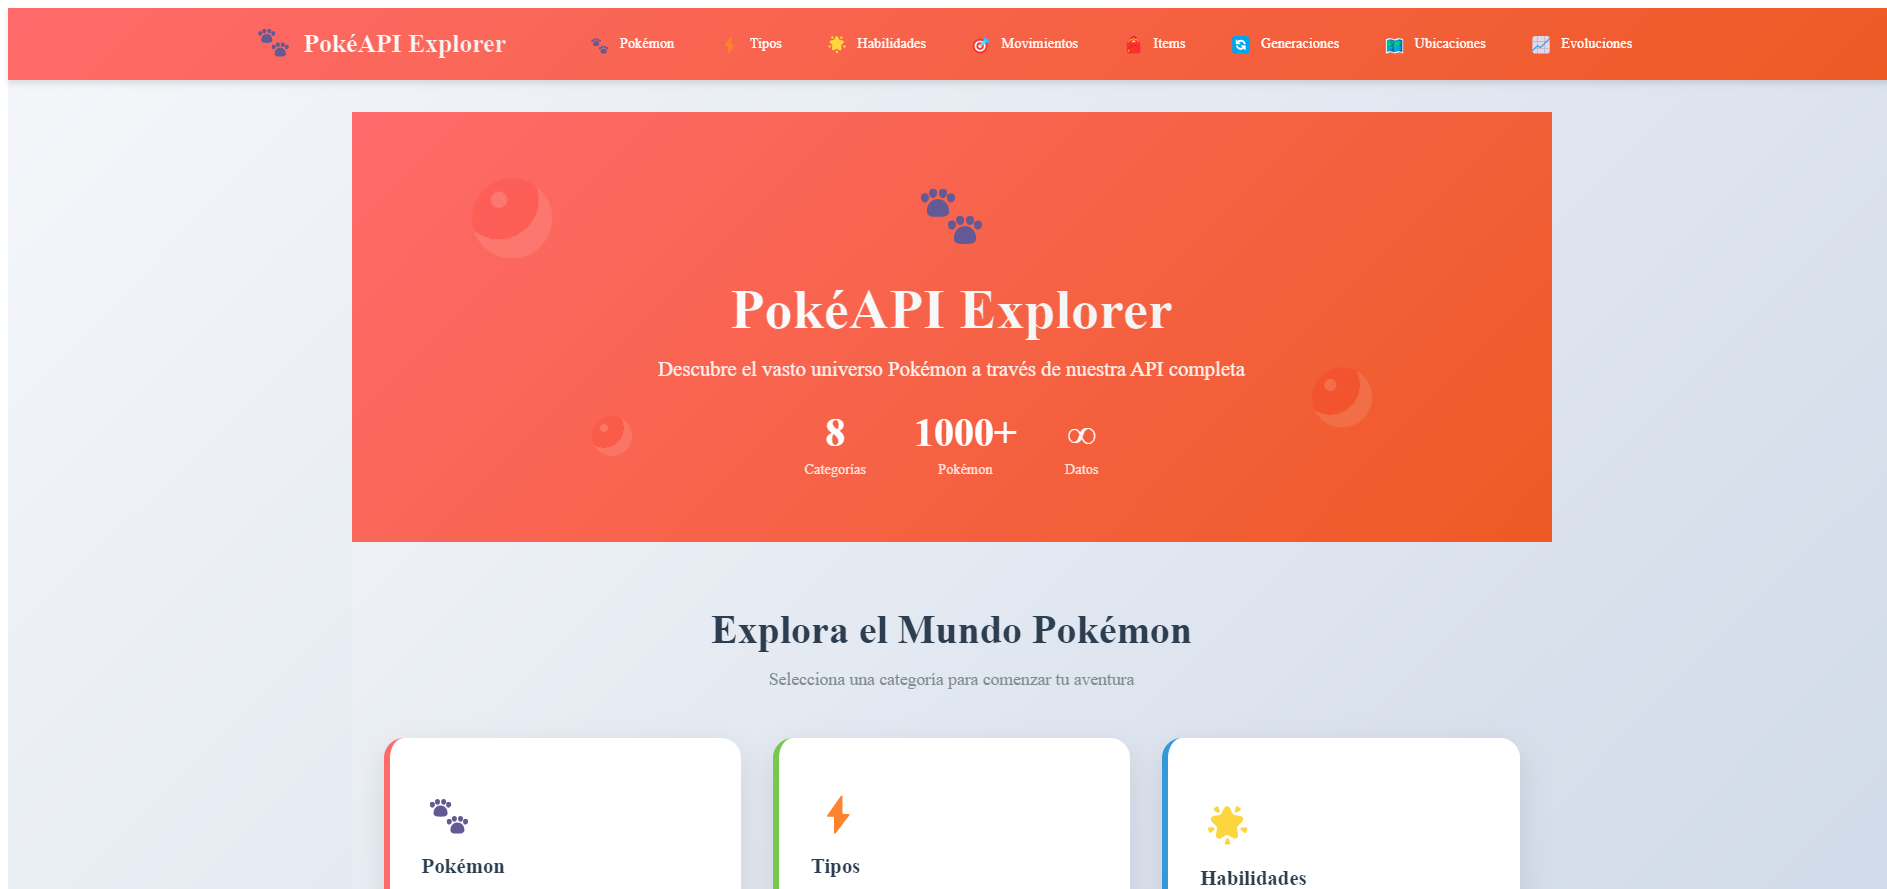 PokéAPI Explorer
Pokémon
Tipos
Habilidades
Movimientos
Items
Generaciones
Ubicaciones
Evoluciones
PokéAPI Explorer
Descubre el vasto universo Pokémon a través de nuestra API completa
8
1000+
∞
Categorías
Pokémon
Datos
Explora el Mundo Pokémon
Selecciona una categoría para comenzar tu aventura
Pokémon
Tipos
Habilidades